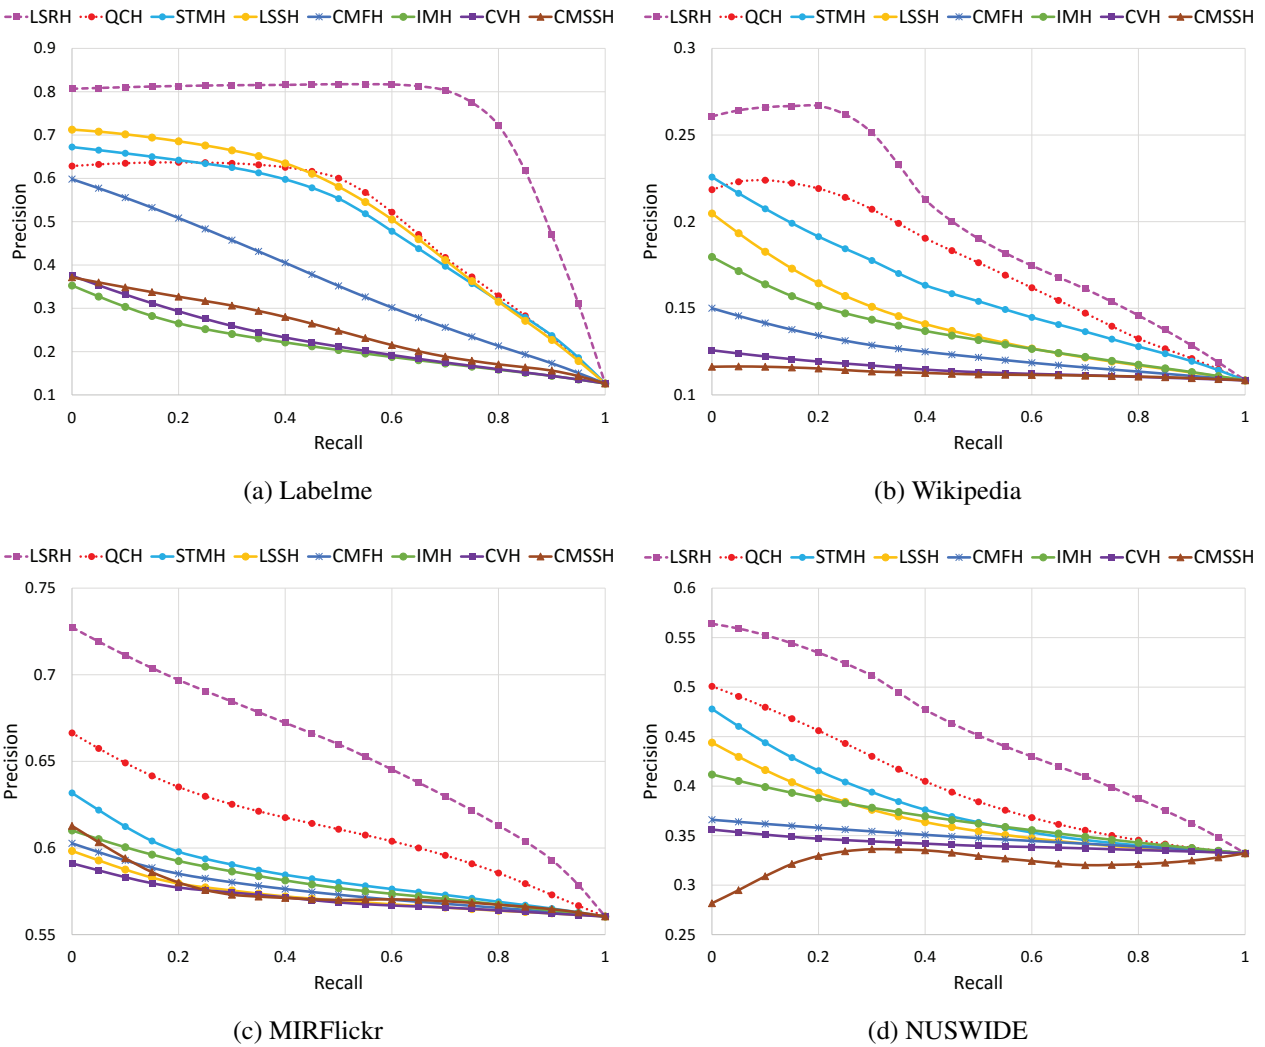 LSRH QCH STMH LSSH CMFH IMH CVH CMSSH
0.9
0.8
0.7
0.6
0.5
0.4
0.3
0.2
0.1
Precision
0 0.2 0.4 0.6 0.8 1
Recall
(a) Labelme
LSRH QCH STMH LSSH CMFH IMH CVH CMSSH
0.3
0.25
0.2
0.15
0.1
Precision
0 0.2 0.4 0.6 0.8 1
Recall
(b) Wikipedia
LSRH QCH STMH LSSH CMFH IMH CVH CMSSH
0.75
0.7
0.65
0.6
0.55
Precision
0 0.2 0.4 0.6 0.8 1
Recall
(c) MIRFlickr
LSRH QCH STMH LSSH CMFH IMH CVH CMSSH
0.6
0.55
0.5
0.45
0.4
0.35
0.3
0.25
Precision
0 0.2 0.4 0.6 0.8 1
Recall
(d) NUSWIDE